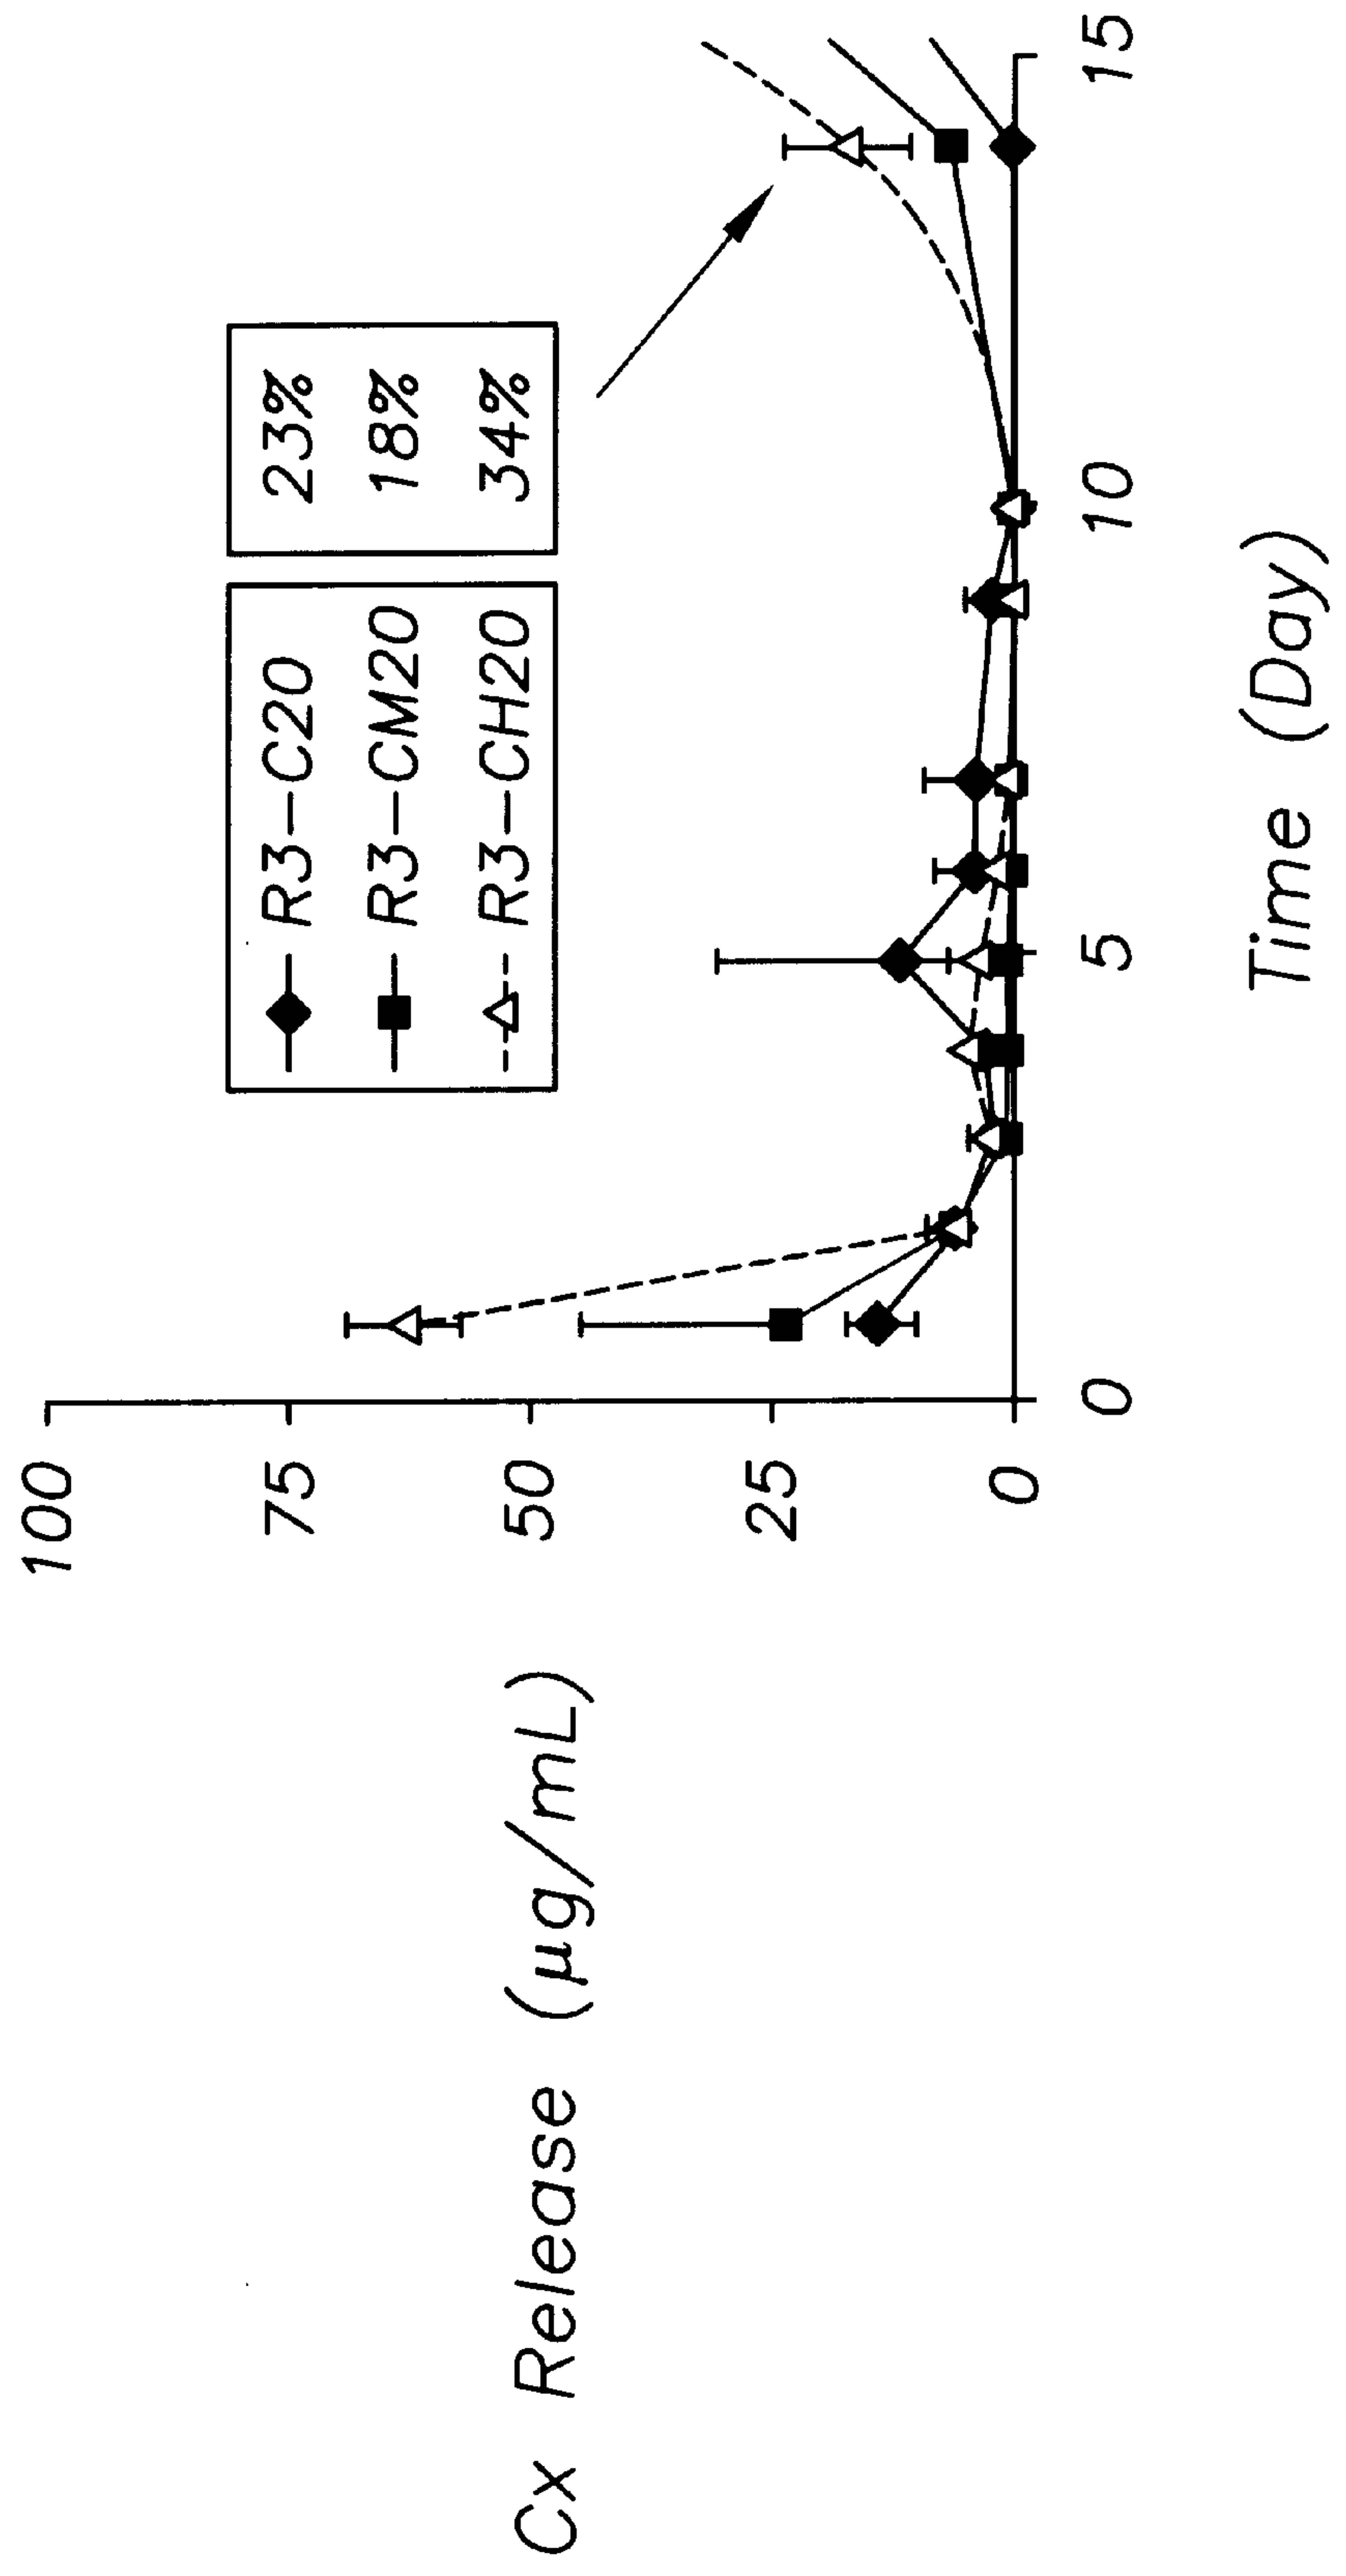 Cx Release (μg/mL)
100
75
50
25
0
R3-C20 23%
R3-CM20 18%
R3-CH20 34%
0 5 10 15
Time (Day)